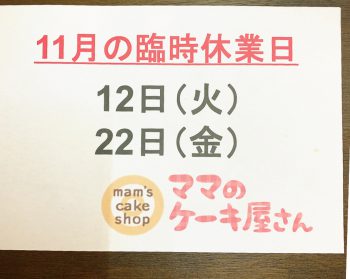 11月の臨時休業日
12日(火)
22日(金)
mam's
cake
shop
ママの
ケーキ屋さん